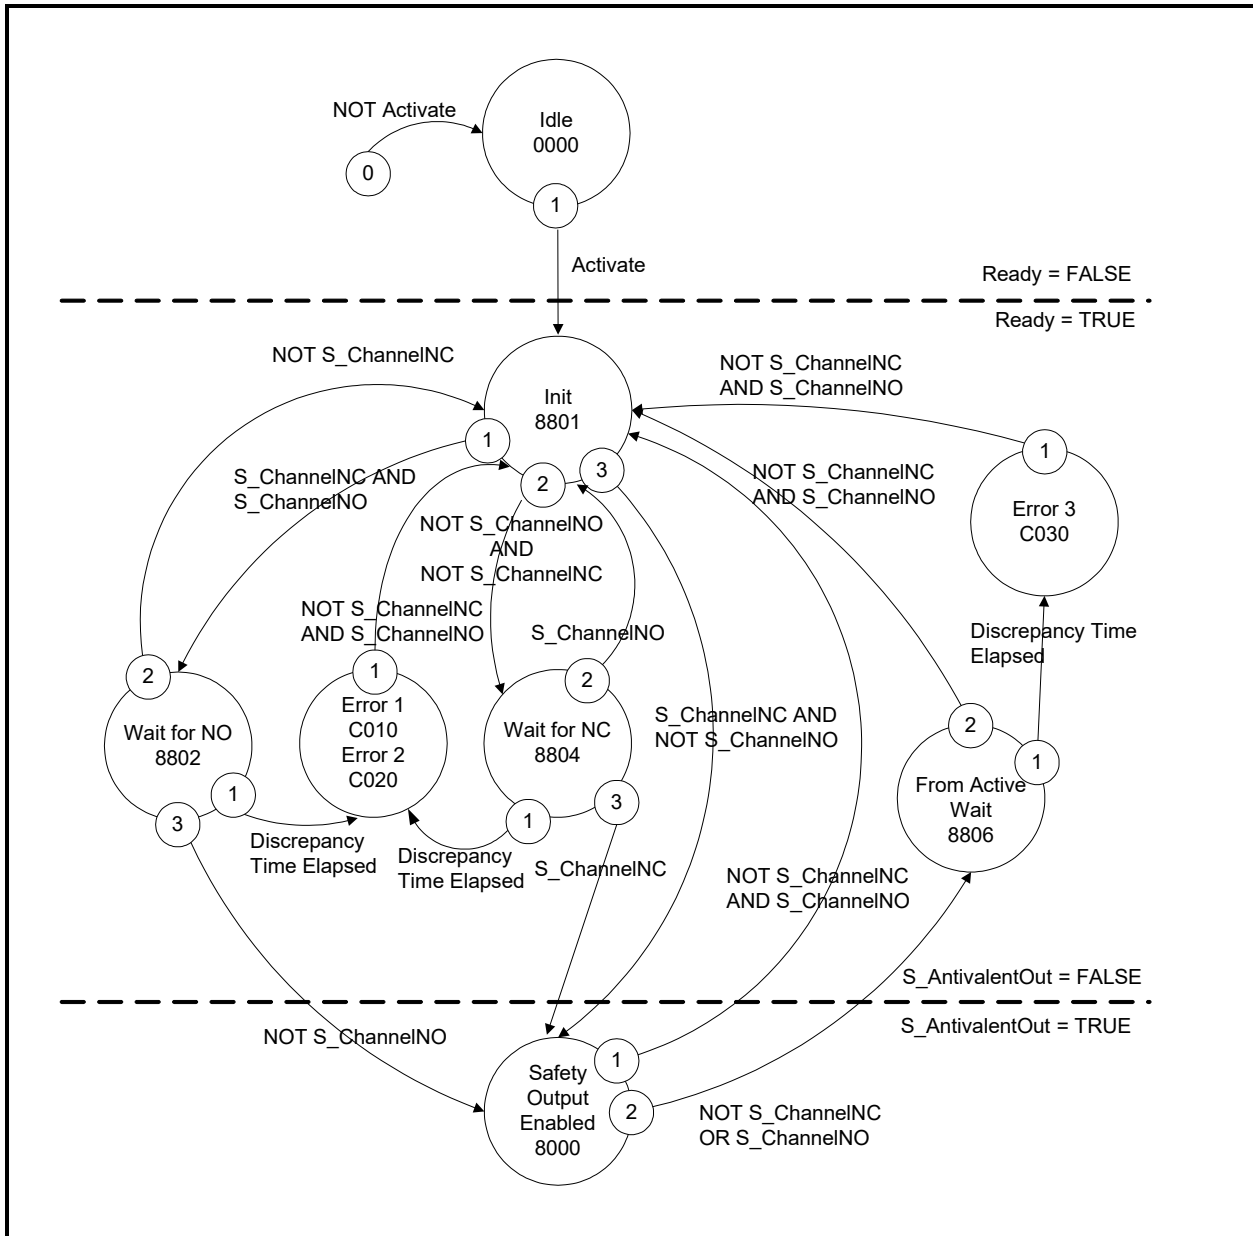 NOT Activate
Idle
0000
0
1
Activate
Ready = FALSE
Ready = TRUE
NOT S_ChannelNC
Init
8801
NOT S_ChannelNC
AND S_ChannelNO
1
2
3
1
S_ChannelNC AND
S_ChannelNO
NOT S_ChannelNC
AND S_ChannelNO
Error 3
C030
NOT S_ChannelNO
AND
NOT S_ChannelNC
NOT S_ChannelNC
AND S_ChannelNO
S_ChannelNO
Discrepancy Time
Elapsed
2
1
2
Error 1
C010
Error 2
C020
Wait for NO
8802
Wait for NC
8804
S_ChannelNC AND
NOT S_ChannelNO
2
1
From Active
Wait
8806
1
3
1
3
Discrepancy
Time Elapsed
Discrepancy
Time Elapsed
S_ChannelNC
NOT S_ChannelNC
AND S_ChannelNO
S_AntivalentOut = FALSE
S_AntivalentOut = TRUE
NOT S_ChannelNO
Safety
Output
Enabled
8000
1
2
NOT S_ChannelNC
OR S_ChannelNO